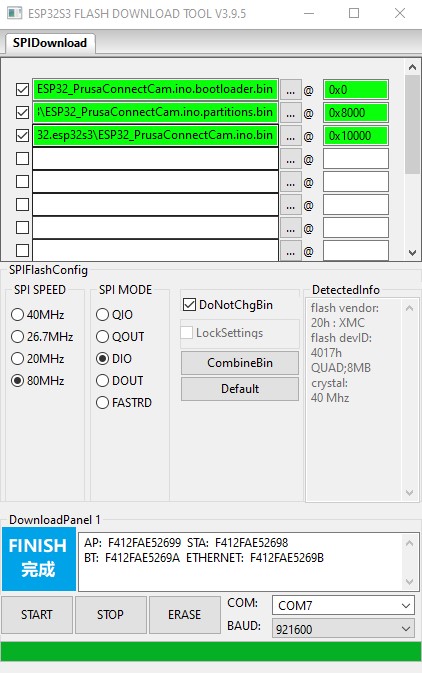 ESP32S3 FLASH DOWNLOAD TOOL V3.9.5
SPIDownload
ESP32_PrusaConnectCam.ino.bootloader.bin ... @ 0x0
\ESP32_PrusaConnectCam.ino.partitions.bin ... @ 0x8000
32.esp32s3\ESP32_PrusaConnectCam.ino.bin ... @ 0x10000
... @
... @
... @
... @
... @
SPIFlashConfig
SPI SPEED
40MHz
26.7MHz
20MHz
80MHz
SPI MODE
QIO
QOUT
DIO
DOUT
FASTRD
DoNotChgBin
LockSettings
CombineBin
Default
DetectedInfo
flash vendor:
20h : XMC
flash devID:
4017h
QUAD;8MB
crystal:
40 Mhz
DownloadPanel 1
FINISH
完成
AP: F412FAE52699 STA: F412FAE52698
BT: F412FAE5269A ETHERNET: F412FAE5269B
START
STOP
ERASE
COM: COM7
BAUD: 921600